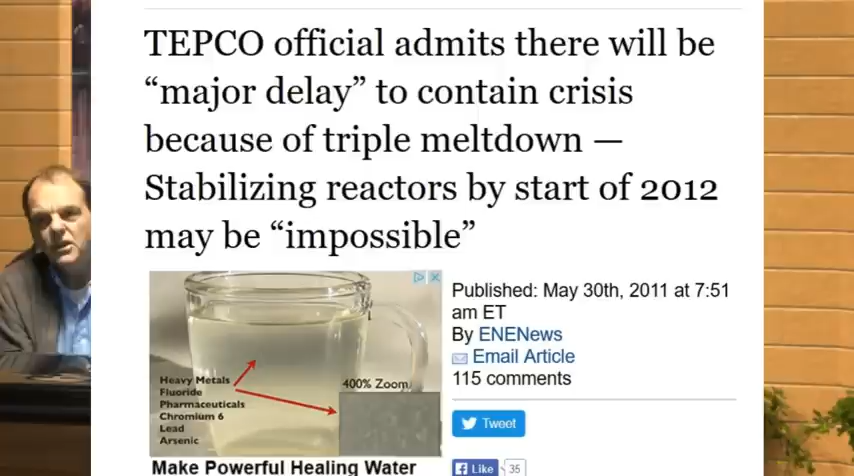 TEPCO official admits there will be
“major delay” to contain crisis
because of triple meltdown —
Stabilizing reactors by start of 2012
may be “impossible”
Published: May 30th, 2011 at 7:51
am ET
By ENENews
Email Article
115 comments
Tweet
Like 35
Heavy Metals
Fluoride
Pharmaceuticals
Chromium 6
Lead
Arsenic
400% Zoom
Make Powerful Healing Water